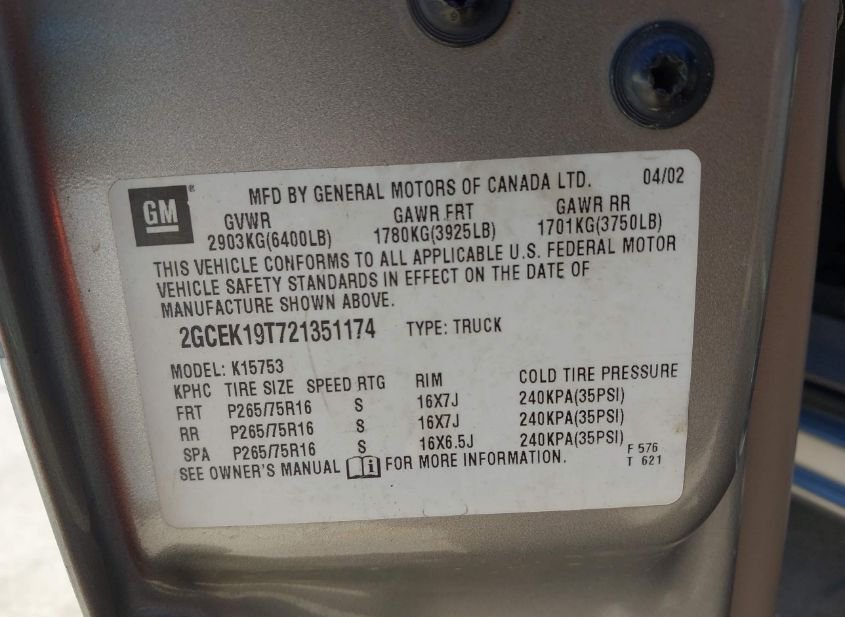 GM ® MFD BY GENERAL MOTORS OF CANADA LTD. 04/02
GVWR GAWR FRT GAWR RR
2903KG(6400LB) 1780KG(3925LB) 1701KG(3750LB)
THIS VEHICLE CONFORMS TO ALL APPLICABLE U.S. FEDERAL MOTOR
VEHICLE SAFETY STANDARDS IN EFFECT ON THE DATE OF
MANUFACTURE SHOWN ABOVE.
2GCEK19T721351174 TYPE: TRUCK
MODEL: K15753
KPHC TIRE SIZE SPEED RTG RIM COLD TIRE PRESSURE
FRT P265/75R16 S 16X7J 240KPA(35PSI)
RR P265/75R16 S 16X7J 240KPA(35PSI)
SPA P265/75R16 S 16X6.5J 240KPA(35PSI)
SEE OWNER'S MANUAL i FOR MORE INFORMATION. F 576
T 621